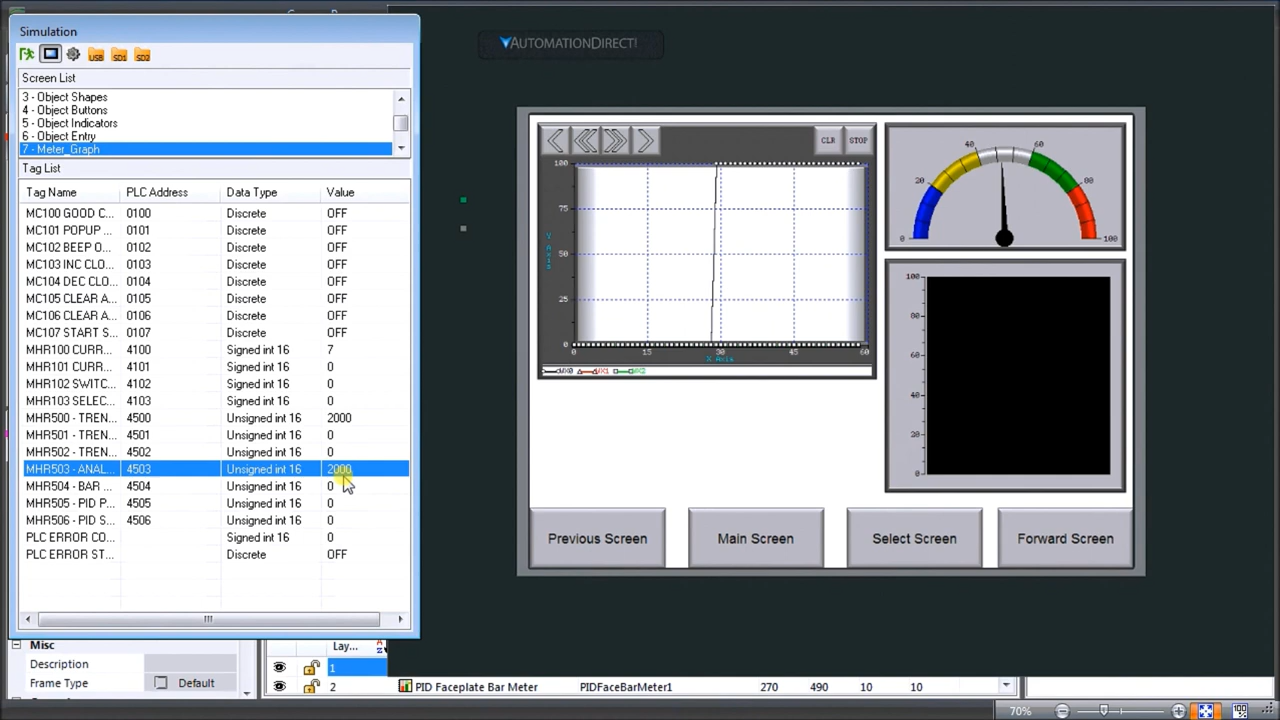 Simulation
USB SD1 SD2
Screen List
3 - Object Shapes
4 - Object Buttons
5 - Object Indicators
6 - Object Entry
7 - Meter_Graph
Tag List
Tag Name PLC Address Data Type Value
MC100 GOOD C... 0100 Discrete OFF
MC101 POPUP ... 0101 Discrete OFF
MC102 BEEP O... 0102 Discrete OFF
MC103 INC CLO... 0103 Discrete OFF
MC104 DEC CLO... 0104 Discrete OFF
MC105 CLEAR A... 0105 Discrete OFF
MC106 CLEAR A... 0106 Discrete OFF
MC107 START S... 0107 Discrete OFF
MHR100 CURR... 4100 Signed int 16 7
MHR101 CURR... 4101 Signed int 16 0
MHR102 SWITC... 4102 Signed int 16 0
MHR103 SELEC... 4103 Signed int 16 0
MHR500 - TREN... 4500 Unsigned int 16 2000
MHR501 - TREN... 4501 Unsigned int 16 0
MHR502 - TREN... 4502 Unsigned int 16 0
MHR503 - ANAL... 4503 Unsigned int 16 2000
MHR504 - BAR ... 4504 Unsigned int 16 0
MHR505 - PID P... 4505 Unsigned int 16 0
MHR506 - PID S... 4506 Unsigned int 16 0
PLC ERROR CO... Signed int 16 0
PLC ERROR ST... Discrete OFF
Misc
Description
Frame Type Default
Lay...
1
2 PID Faceplate Bar Meter PIDFaceBarMeter1 270 490 10 10
70%
AUTOMATIONDIRECT
CLR STOP
100
75
50
25
0
Y Axis
0 15 30 45 60
X Axis
0 20 40 60 80 100
100
80
60
40
20
0
Previous Screen Main Screen Select Screen Forward Screen